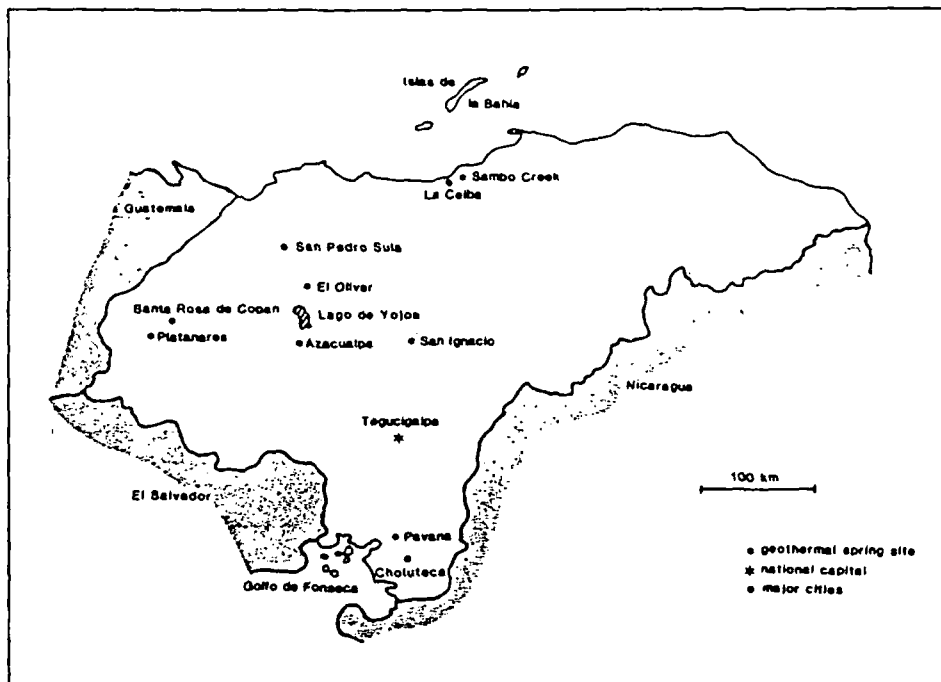 Islas de
la Bahia
Sambo Creek
La Ceiba
Guatemala
San Pedro Sula
El Olivar
Santa Rosa de Copan
Lago de Yojoa
Platanares
Azacualpa
San Ignacio
Nicaragua
Tegucigalpa
El Salvador
100 km
Pavana
Choluteca
Golfo de Fonseca
geothermal spring site
national capital
major cities